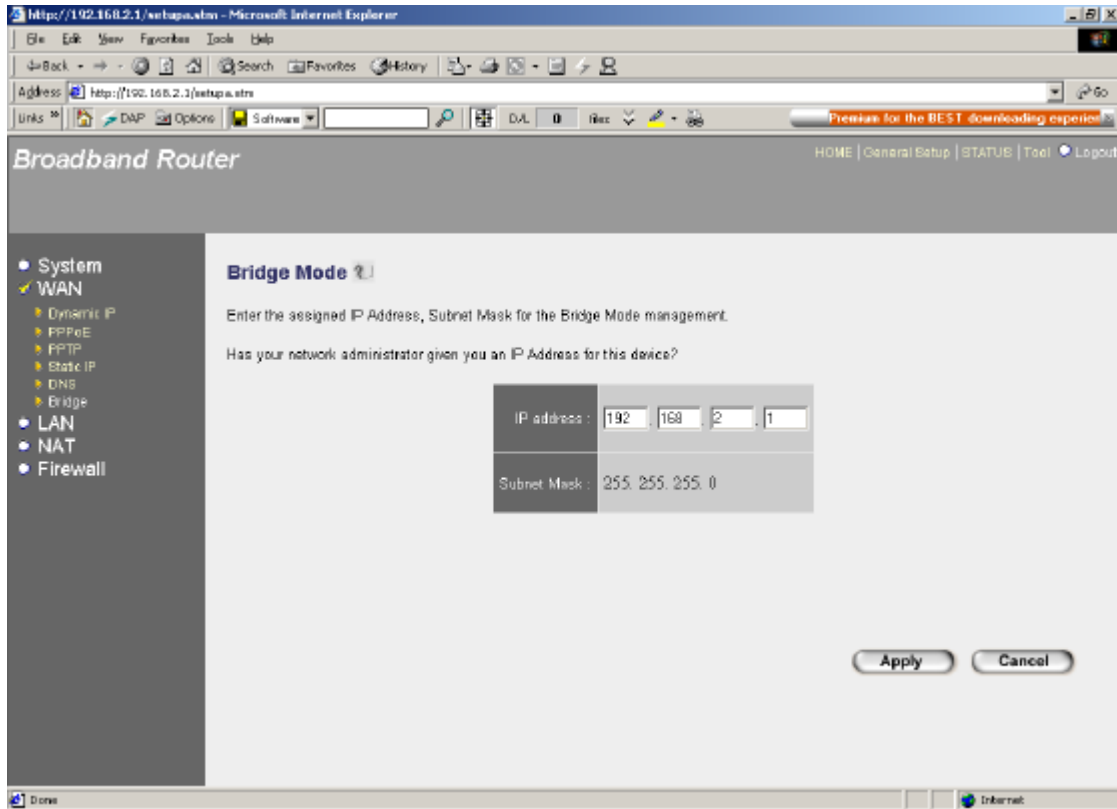 http://192.168.2.1/setupa.stm - Microsoft Internet Explorer
File Edit View Favorites Tools Help
Back Search Favorites History
Address http://192.168.2.1/setupa.stm Go
Links » DAP Options Software D/L 0 files Premium for the BEST downloading experien
Broadband Router
HOME | General Setup | STATUS | Tool Logout
System
WAN
Dynamic IP
PPPoE
PPTP
Static IP
DNS
Bridge
LAN
NAT
Firewall
Bridge Mode
Enter the assigned IP Address, Subnet Mask for the Bridge Mode management.
Has your network administrator given you an IP Address for this device?
IP address : 192 . 168 . 2 . 1
Subnet Mask : 255. 255. 255. 0
Apply Cancel
Done Internet